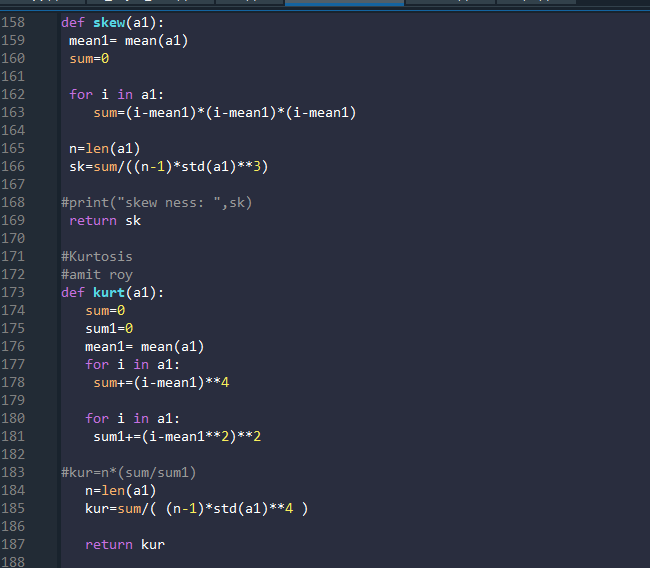 158 def skew(a1):
159 mean1= mean(a1)
160 sum=0
161
162 for i in a1:
163 sum=(i-mean1)*(i-mean1)*(i-mean1)
164
165 n=len(a1)
166 sk=sum/((n-1)*std(a1)**3)
167
168 #print("skew ness: ",sk)
169 return sk
170
171 #Kurtosis
172 #amit roy
173 def kurt(a1):
174 sum=0
175 sum1=0
176 mean1= mean(a1)
177 for i in a1:
178 sum+=(i-mean1)**4
179
180 for i in a1:
181 sum1+=(i-mean1**2)**2
182
183 #kur=n*(sum/sum1)
184 n=len(a1)
185 kur=sum/( (n-1)*std(a1)**4 )
186
187 return kur
188